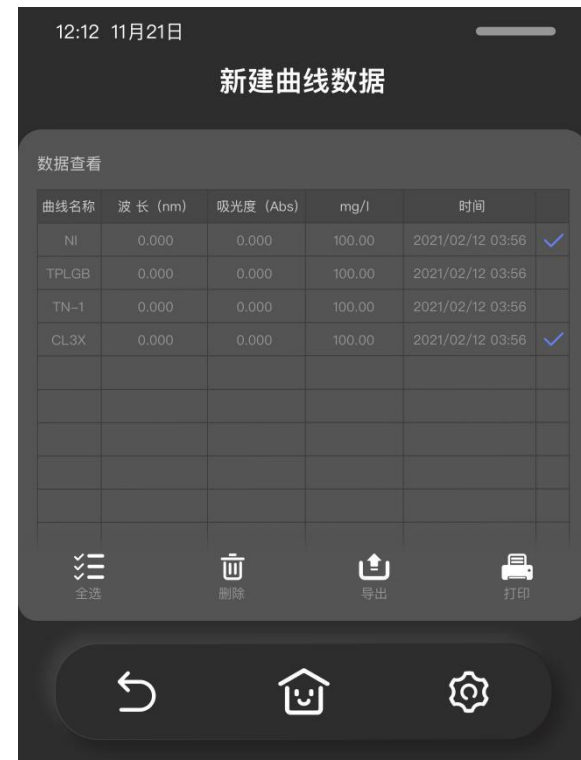 12:12 11月21日
新建曲线数据
数据查看
曲线名称 波 长（nm） 吸光度（Abs） mg/l 时间
NI 0.000 0.000 100.00 2021/02/12 03:56
TPLGB 0.000 0.000 100.00 2021/02/12 03:56
TN-1 0.000 0.000 100.00 2021/02/12 03:56
CL3X 0.000 0.000 100.00 2021/02/12 03:56
全选 删除 导出 打印